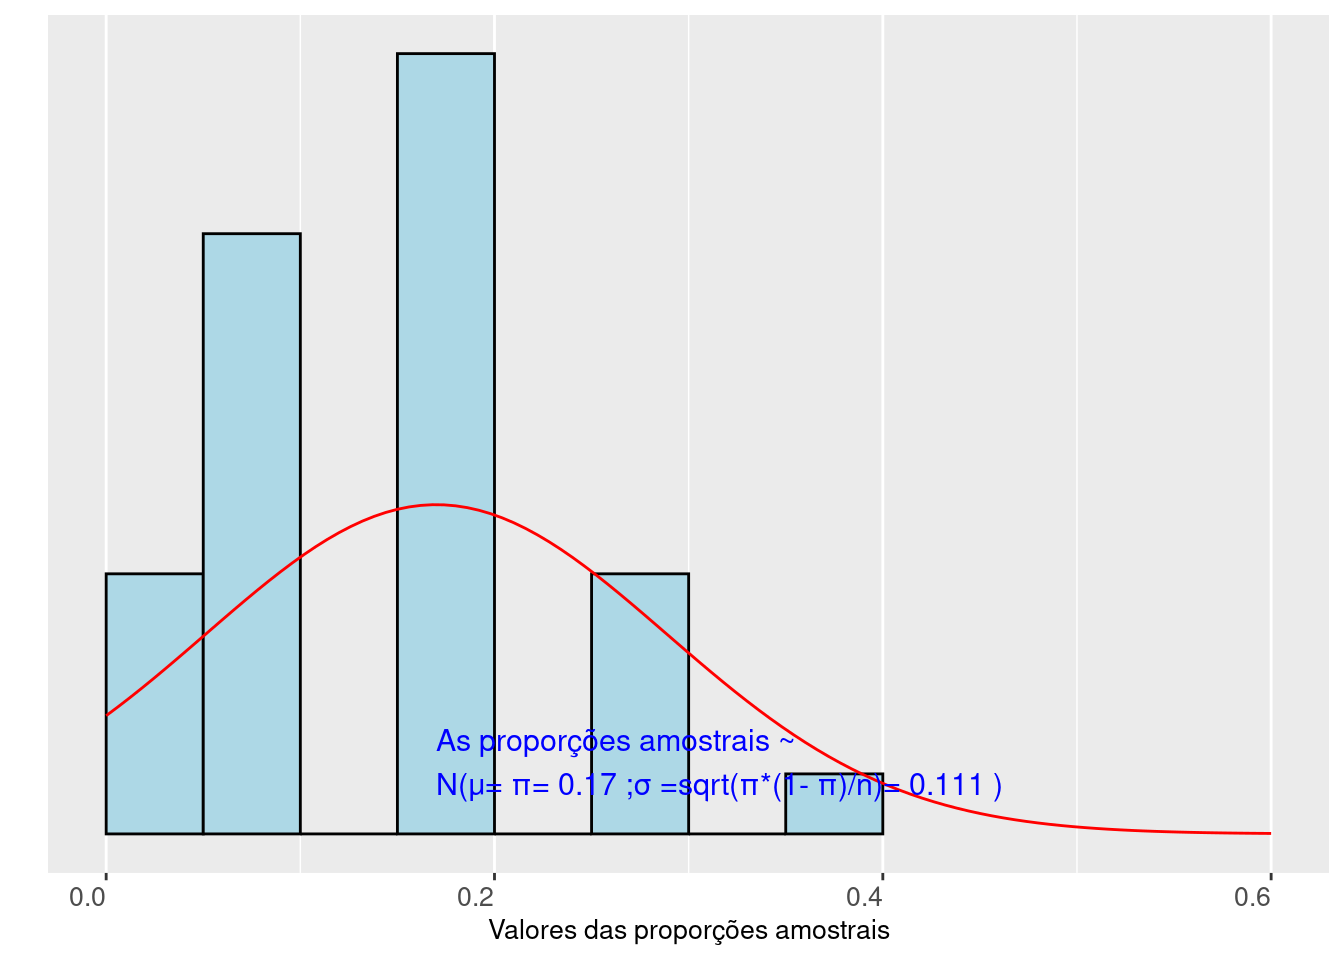 As proporções amostrais ~
N(μ= π= 0.17 ;σ =sqrt(π*(1- π)/n)= 0.111 )
0.0 0.2 0.4 0.6
Valores das proporções amostrais